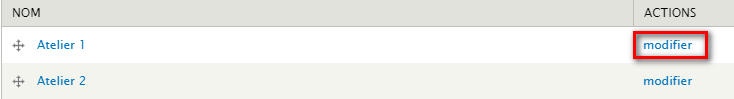 NOM ACTIONS
Atelier 1 modifier
Atelier 2 modifier